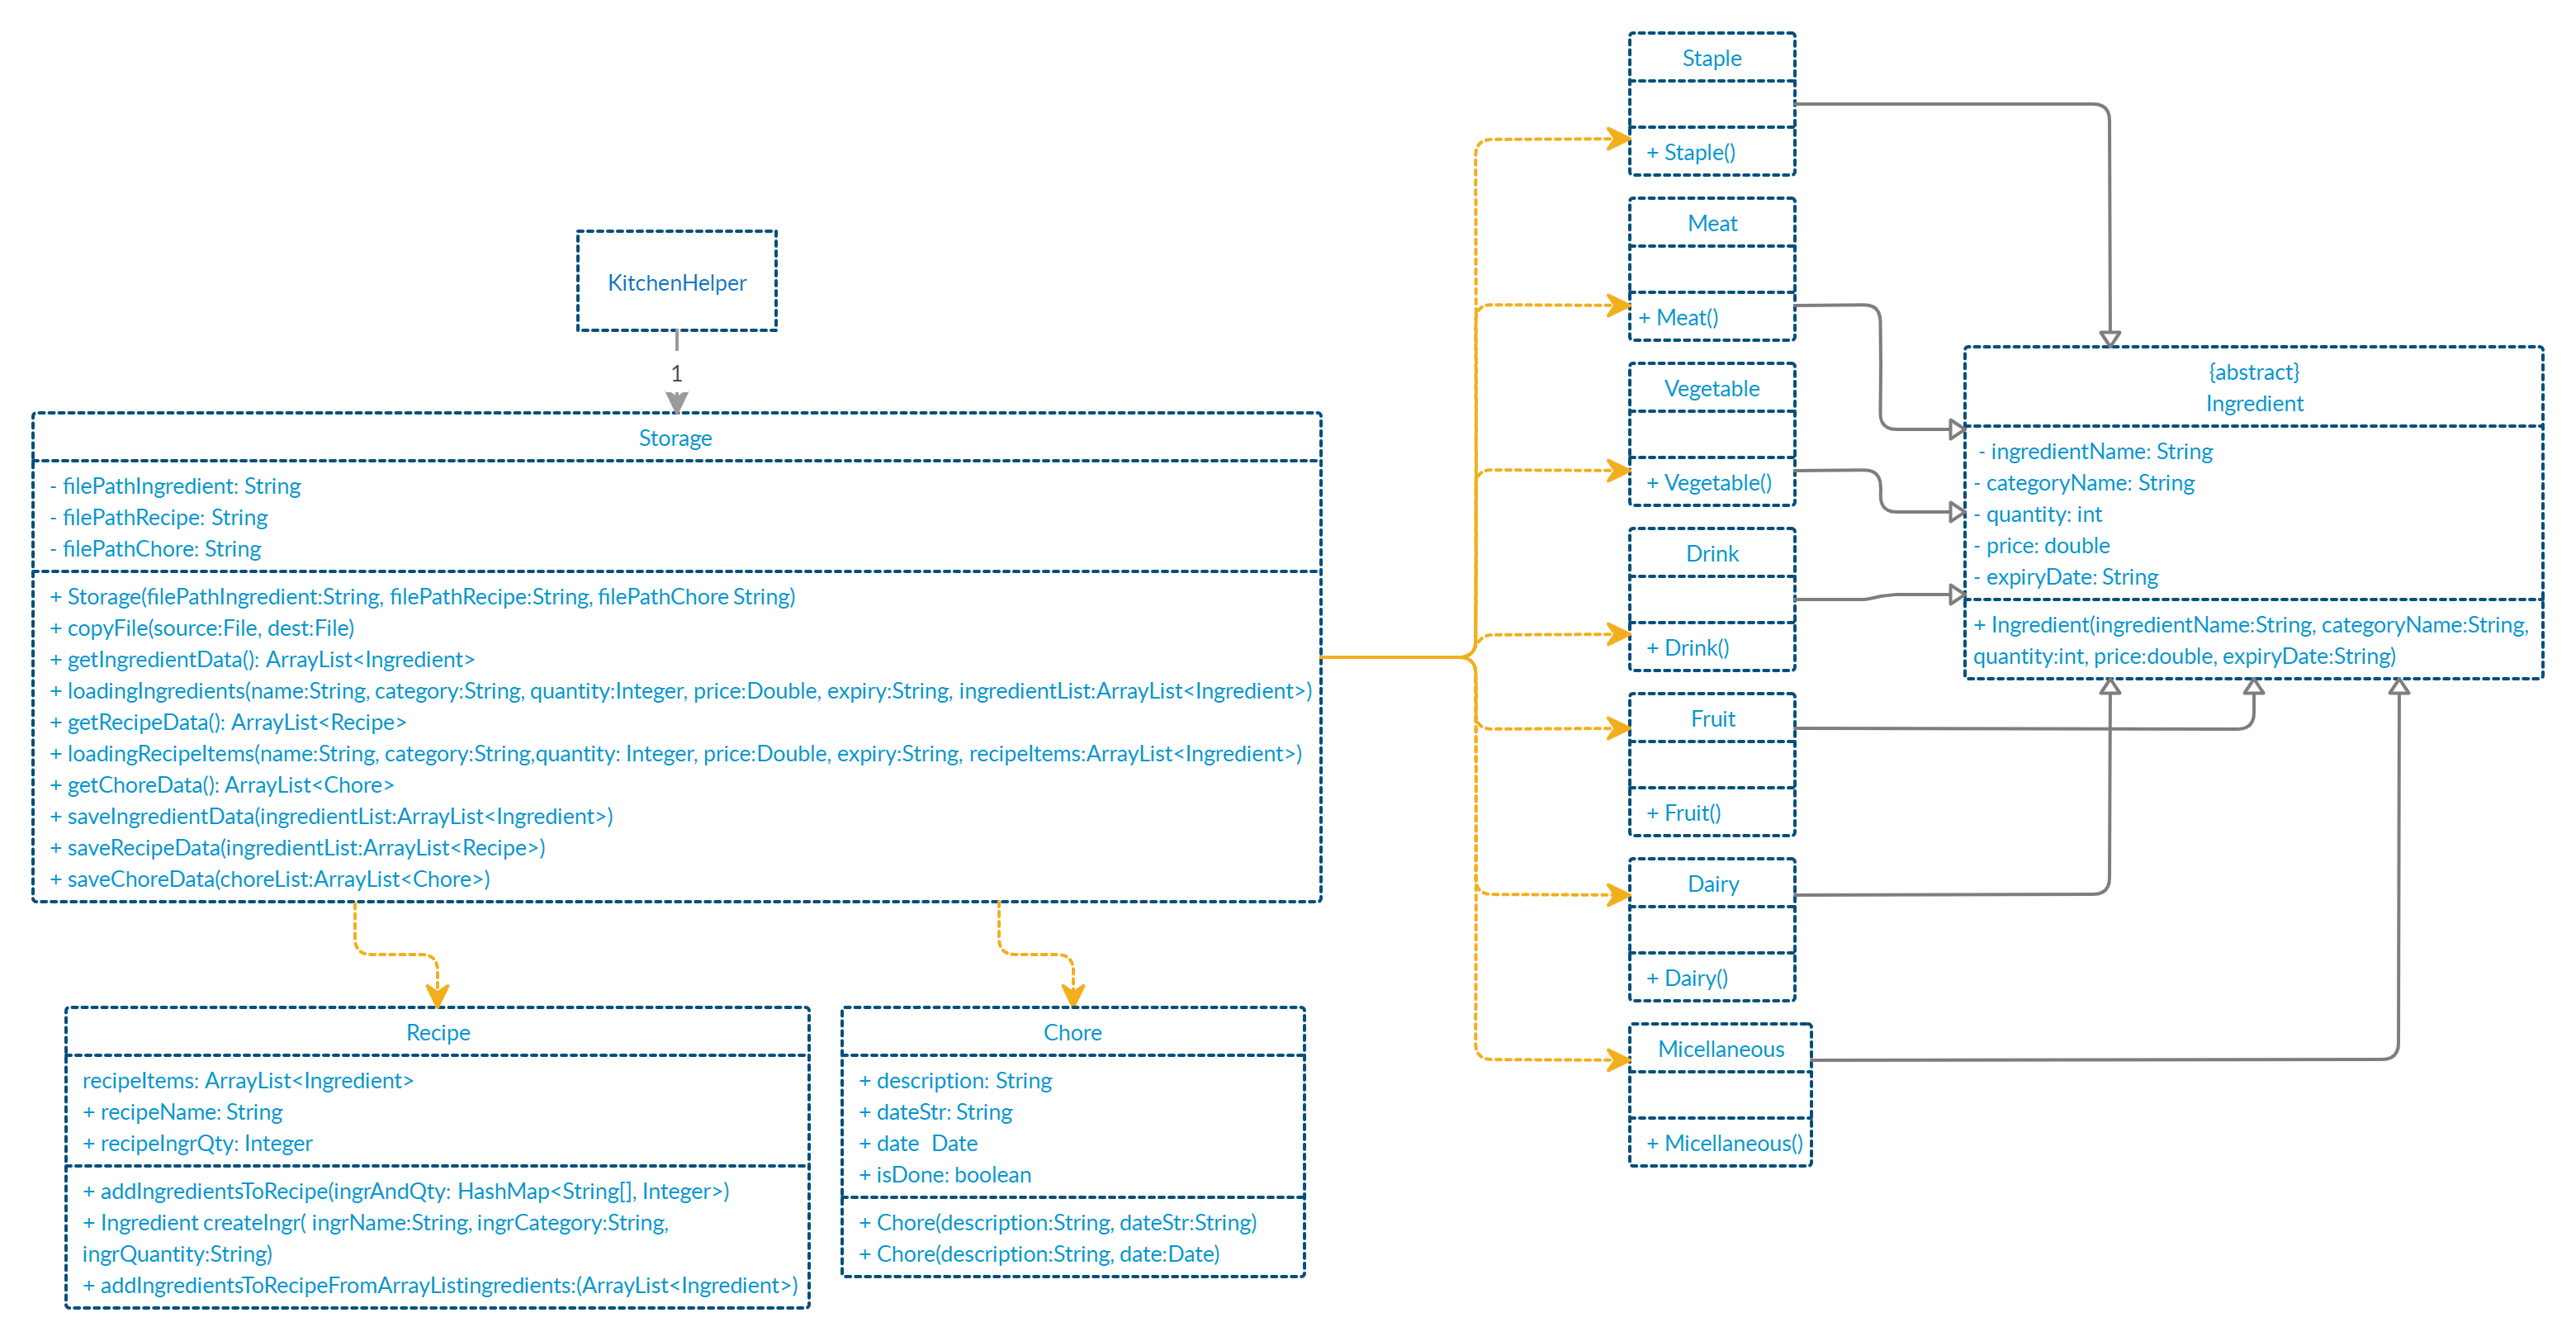 KitchenHelper
1
Storage
- filePathIngredient: String
- filePathRecipe: String
- filePathChore: String
+ Storage(filePathIngredient:String, filePathRecipe:String, filePathChore String)
+ copyFile(source:File, dest:File)
+ getIngredientData(): ArrayList<Ingredient>
+ loadingIngredients(name:String, category:String, quantity:Integer, price:Double, expiry:String, ingredientList:ArrayList<Ingredient>)
+ getRecipeData(): ArrayList<Recipe>
+ loadingRecipeItems(name:String, category:String,quantity: Integer, price:Double, expiry:String, recipeItems:ArrayList<Ingredient>)
+ getChoreData(): ArrayList<Chore>
+ saveIngredientData(ingredientList:ArrayList<Ingredient>)
+ saveRecipeData(ingredientList:ArrayList<Recipe>)
+ saveChoreData(choreList:ArrayList<Chore>)
Recipe
recipeItems: ArrayList<Ingredient>
+ recipeName: String
+ recipeIngrQty: Integer
+ addIngredientsToRecipe(ingrAndQty: HashMap<String[], Integer>)
+ Ingredient createIngr( ingrName:String, ingrCategory:String,
ingrQuantity:String)
+ addIngredientsToRecipeFromArrayListingredients:(ArrayList<Ingredient>)
Chore
+ description: String
+ dateStr: String
+ date  Date
+ isDone: boolean
+ Chore(description:String, dateStr:String)
+ Chore(description:String, date:Date)
Staple
+ Staple()
Meat
+ Meat()
Vegetable
+ Vegetable()
Drink
+ Drink()
Fruit
+ Fruit()
Dairy
+ Dairy()
Micellaneous
+ Micellaneous()
{abstract}
Ingredient
- ingredientName: String
- categoryName: String
- quantity: int
- price: double
- expiryDate: String
+ Ingredient(ingredientName:String, categoryName:String,
quantity:int, price:double, expiryDate:String)